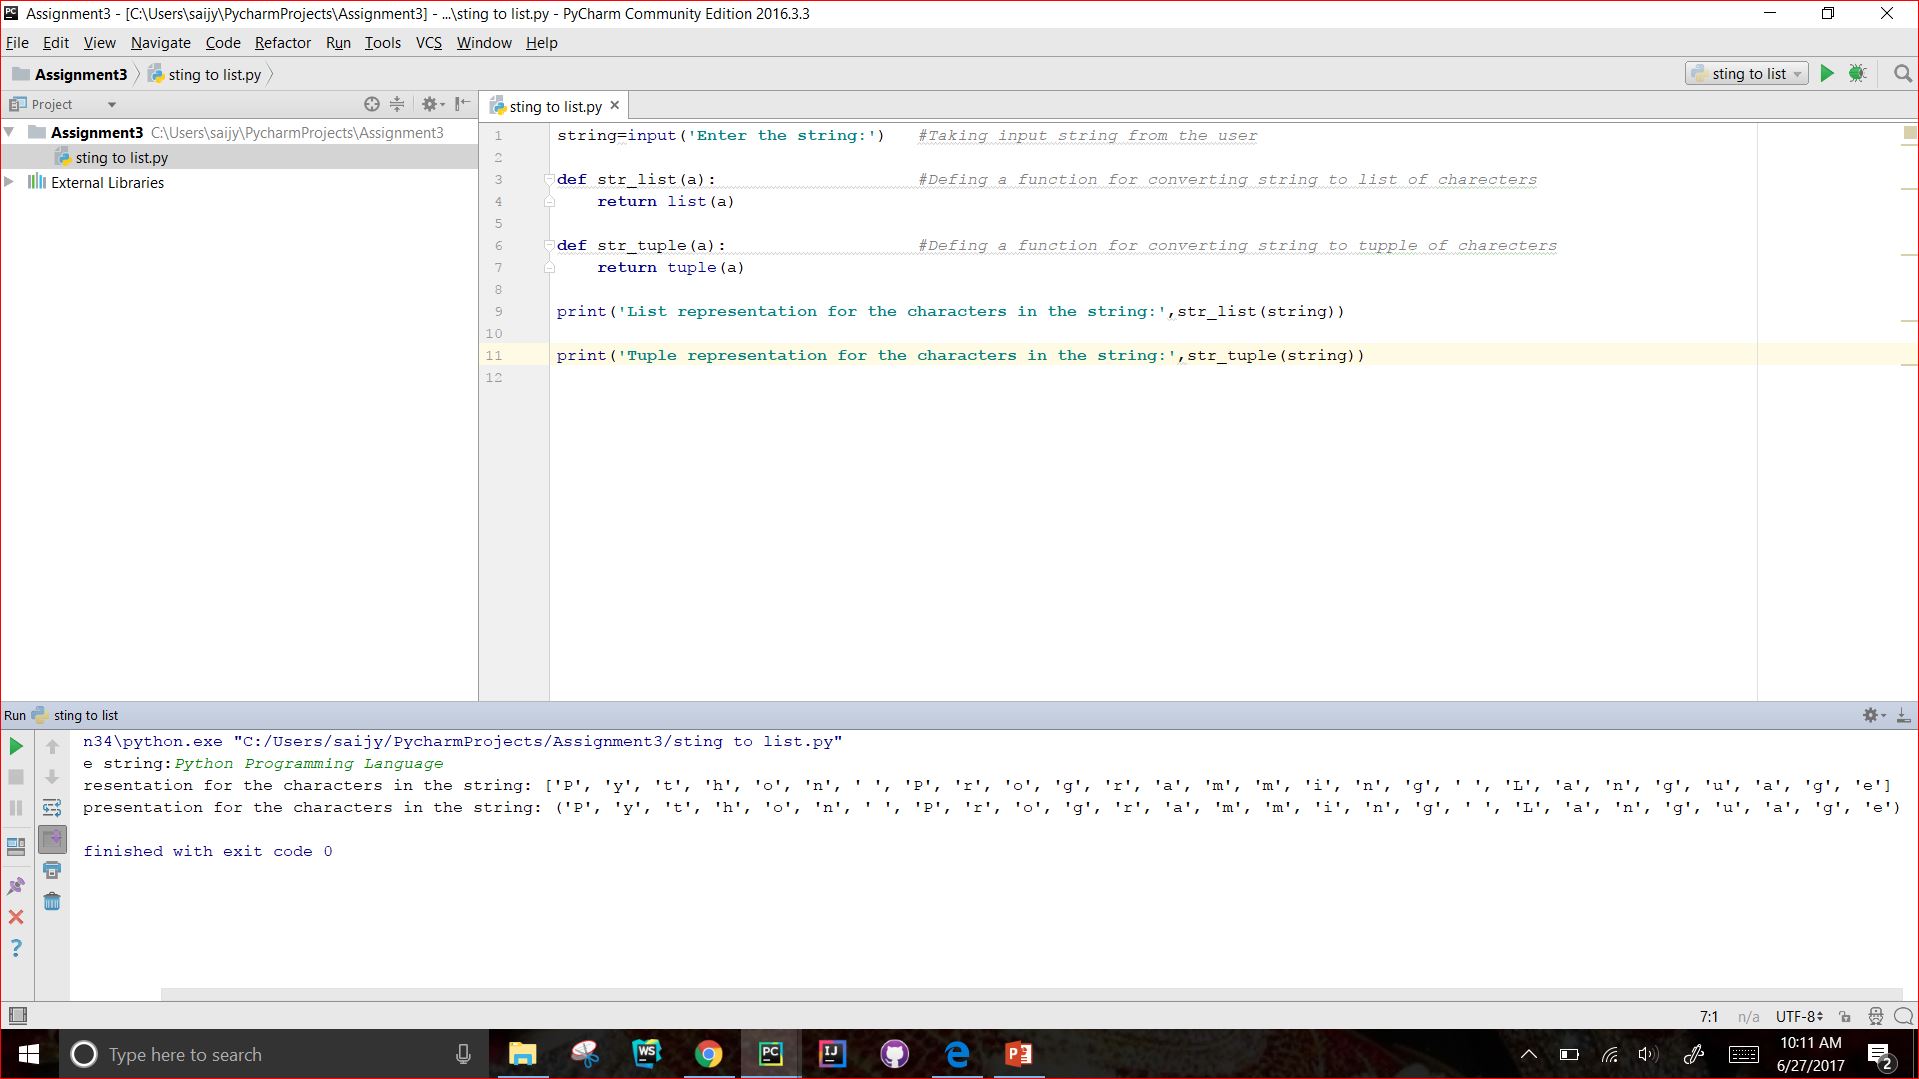 Assignment3 - [C:\Users\saijy\PycharmProjects\Assignment3] - ...\sting to list.py - PyCharm Community Edition 2016.3.3
File Edit View Navigate Code Refactor Run Tools VCS Window Help
Assignment3 sting to list.py sting to list
Project sting to list.py
Assignment3 C:\Users\saijy\PycharmProjects\Assignment3
sting to list.py
External Libraries
1 string=input('Enter the string:') #Taking input string from the user
2
3 def str_list(a): #Defing a function for converting string to list of charecters
4 return list(a)
5
6 def str_tuple(a): #Defing a function for converting string to tupple of charecters
7 return tuple(a)
8
9 print('List representation for the characters in the string:',str_list(string))
10
11 print('Tuple representation for the characters in the string:',str_tuple(string))
12
Run sting to list
n34\python.exe "C:/Users/saijy/PycharmProjects/Assignment3/sting to list.py"
e string:Python Programming Language
resentation for the characters in the string: ['P', 'y', 't', 'h', 'o', 'n', ' ', 'P', 'r', 'o', 'g', 'r', 'a', 'm', 'm', 'i', 'n', 'g', ' ', 'L', 'a', 'n', 'g', 'u', 'a', 'g', 'e']
presentation for the characters in the string: ('P', 'y', 't', 'h', 'o', 'n', ' ', 'P', 'r', 'o', 'g', 'r', 'a', 'm', 'm', 'i', 'n', 'g', ' ', 'L', 'a', 'n', 'g', 'u', 'a', 'g', 'e')
finished with exit code 0
7:1 n/a UTF-8
Type here to search
10:11 AM
6/27/2017
2